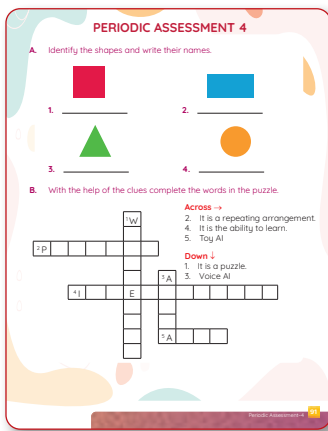 PERIODIC ASSESSMENT 4
A. Identify the shapes and write their names.
1. 2.
3. 4.
B. With the help of the clues complete the words in the puzzle.
Across →
2. It is a repeating arrangement.
4. It is the ability to learn.
5. Toy AI
Down ↓
1. It is a puzzle.
3. Voice AI
1 W
2 P
3 A
4 I E
5 A
Periodic Assessment-4 91